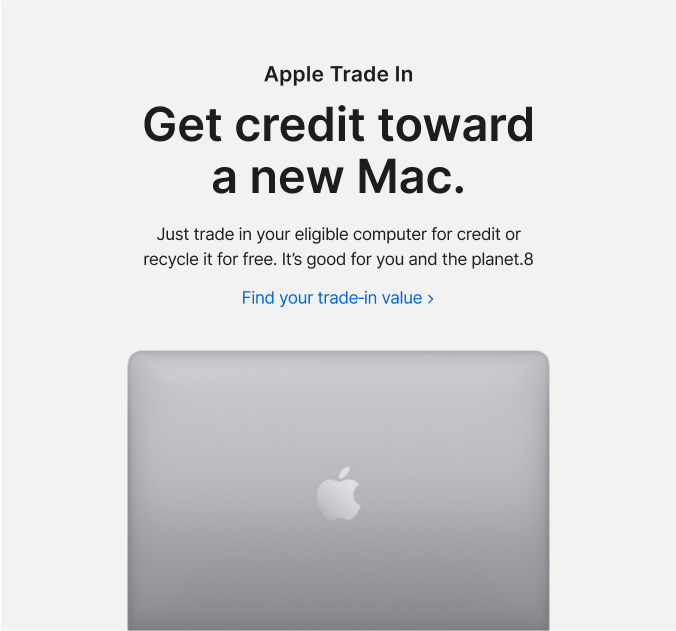 Apple Trade In
Get credit toward
a new Mac.
Just trade in your eligible computer for credit or
recycle it for free. It’s good for you and the planet.8
Find your trade-in value >